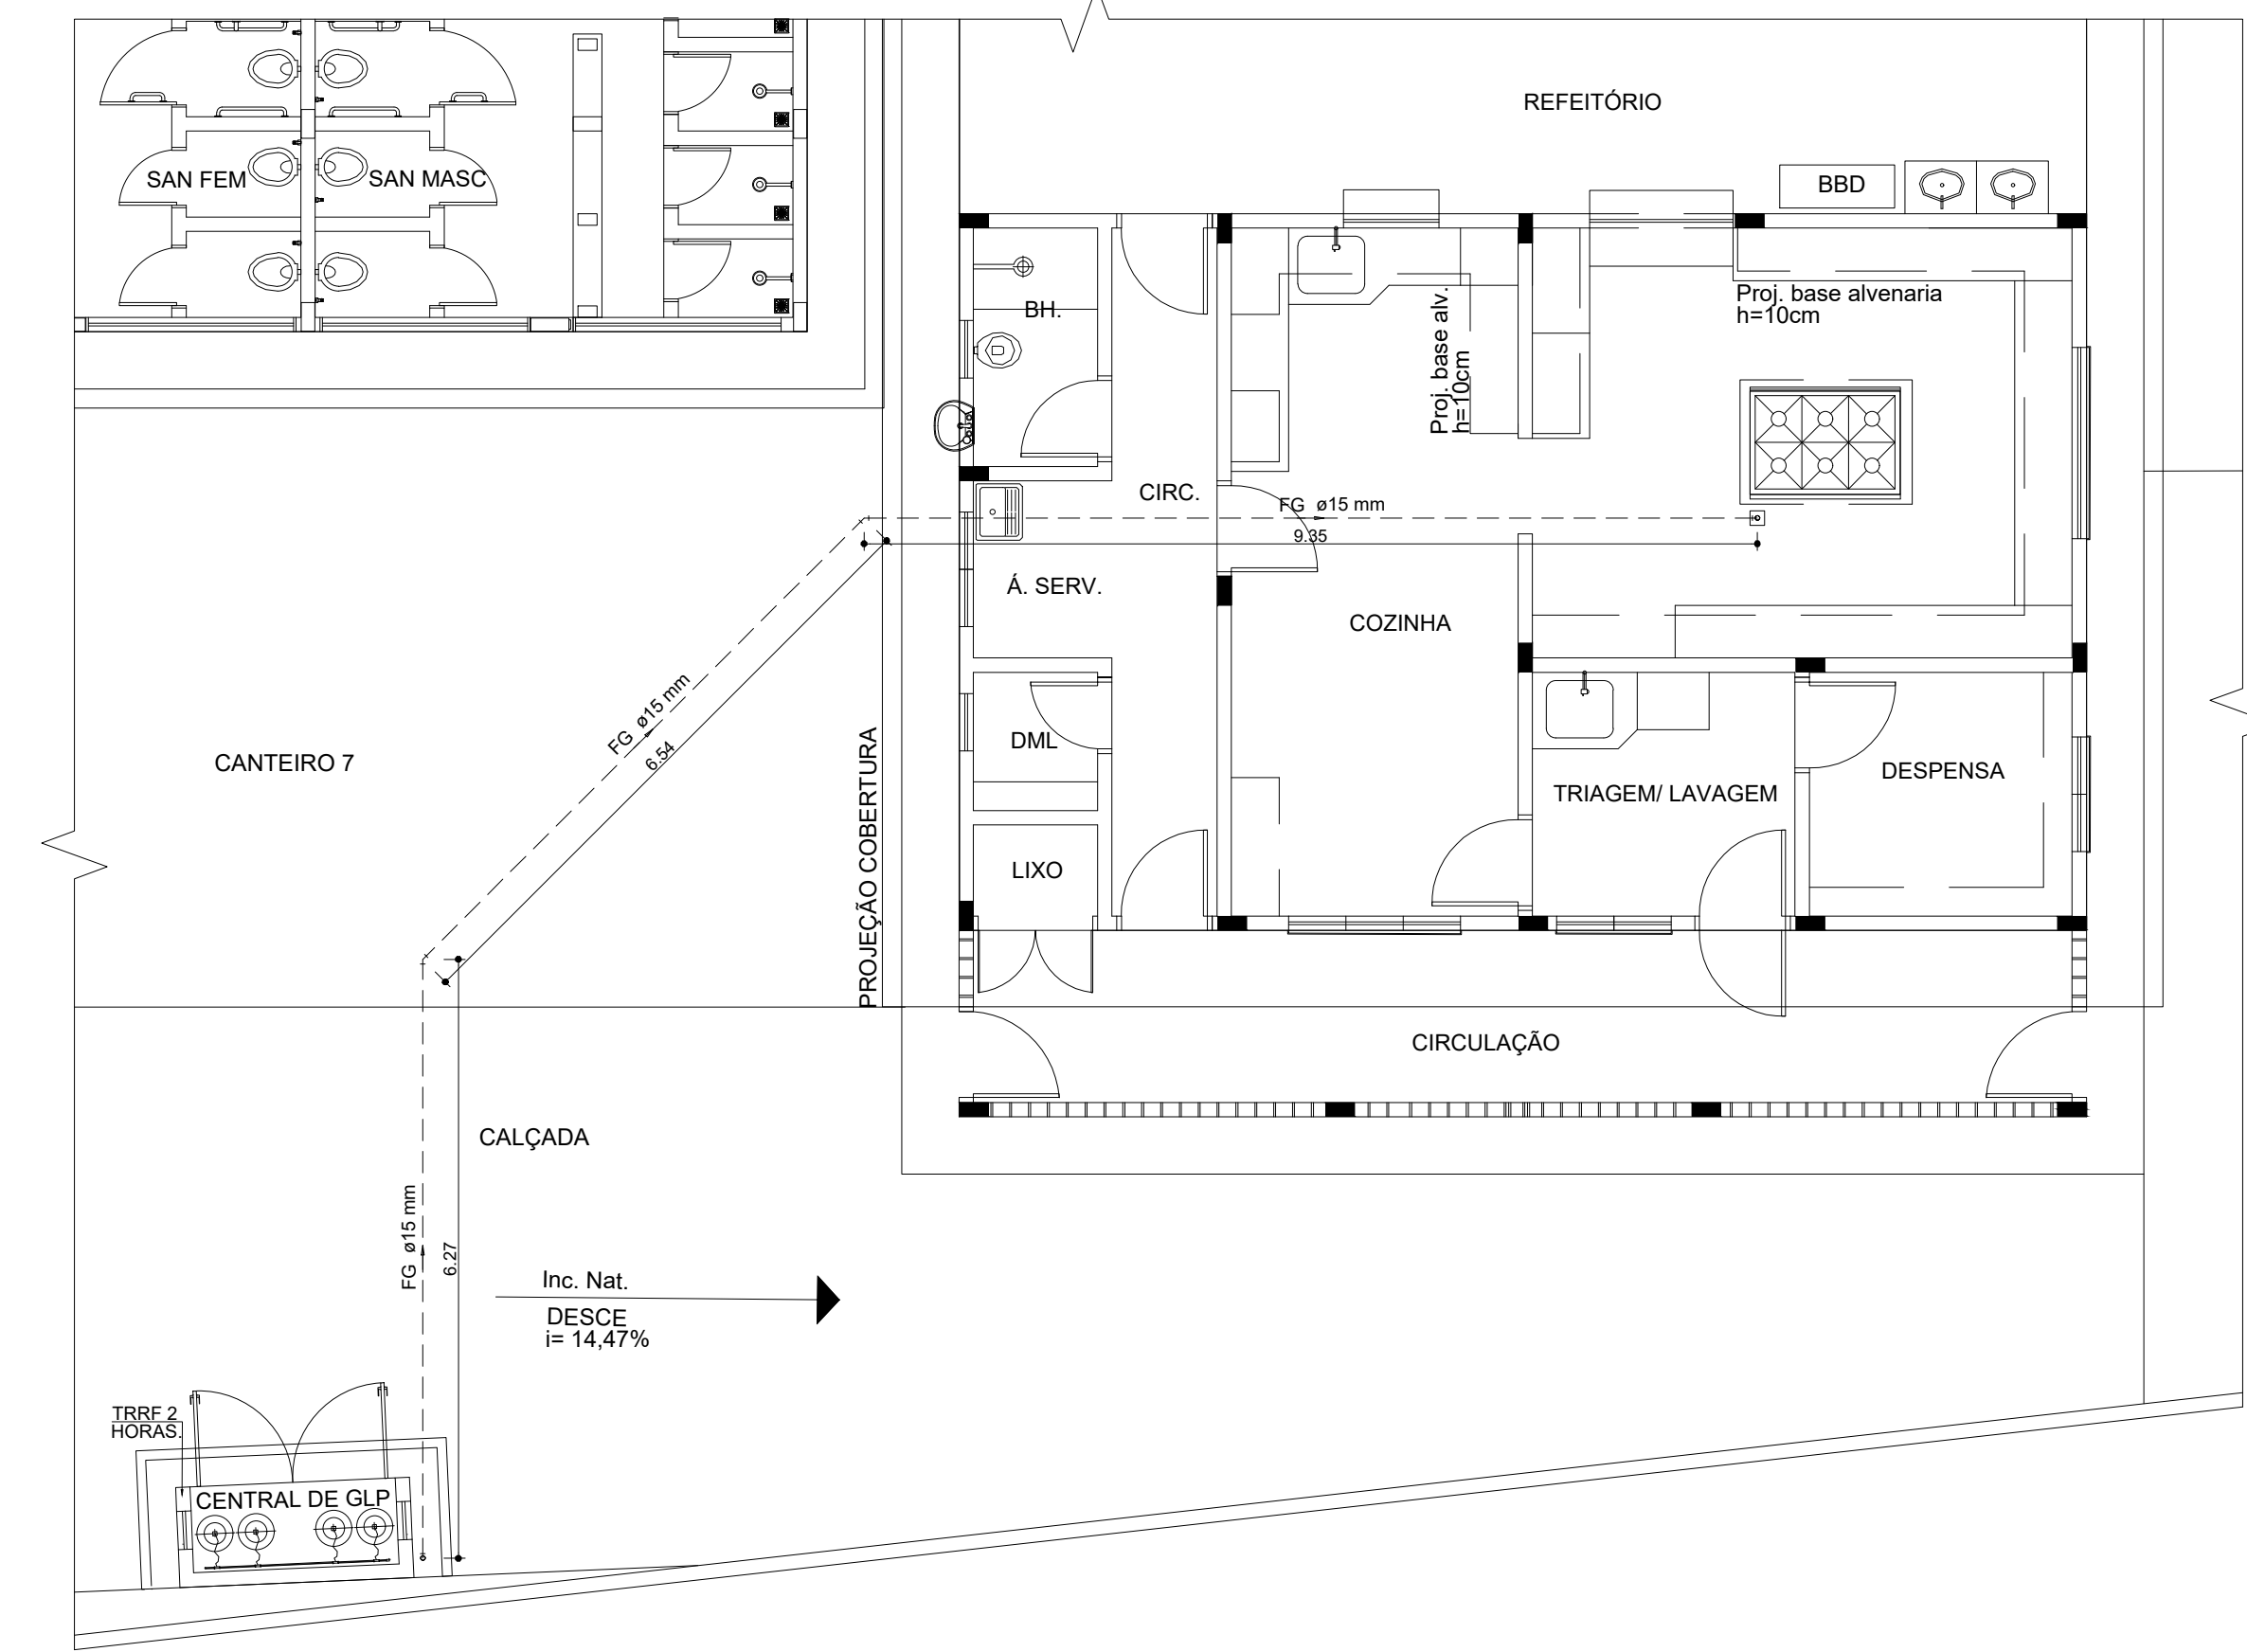 REFEITÓRIO
SAN FEM
SAN MASC
BBD
BH.
Proj. base alvenaria
h=10cm
Proj. base alv.
h=10cm
CIRC.
FG ø15 mm
9.35
Á. SERV.
COZINHA
FG ø15 mm
6.54
CANTEIRO 7
DML
PROJEÇÃO COBERTURA
TRIAGEM/ LAVAGEM
DESPENSA
LIXO
CIRCULAÇÃO
CALÇADA
FG ø15 mm
6.27
Inc. Nat.
DESCE
i= 14,47%
TRRF 2
HORAS.
CENTRAL DE GLP